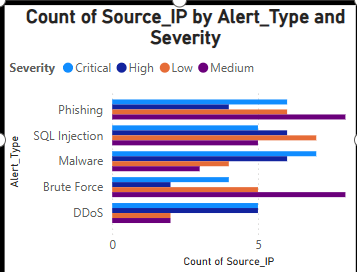 Count of Source_IP by Alert_Type and
Severity
Severity Critical High Low Medium
Phishing
SQL Injection
Malware
Brute Force
DDoS
Alert_Type
0 5
Count of Source_IP